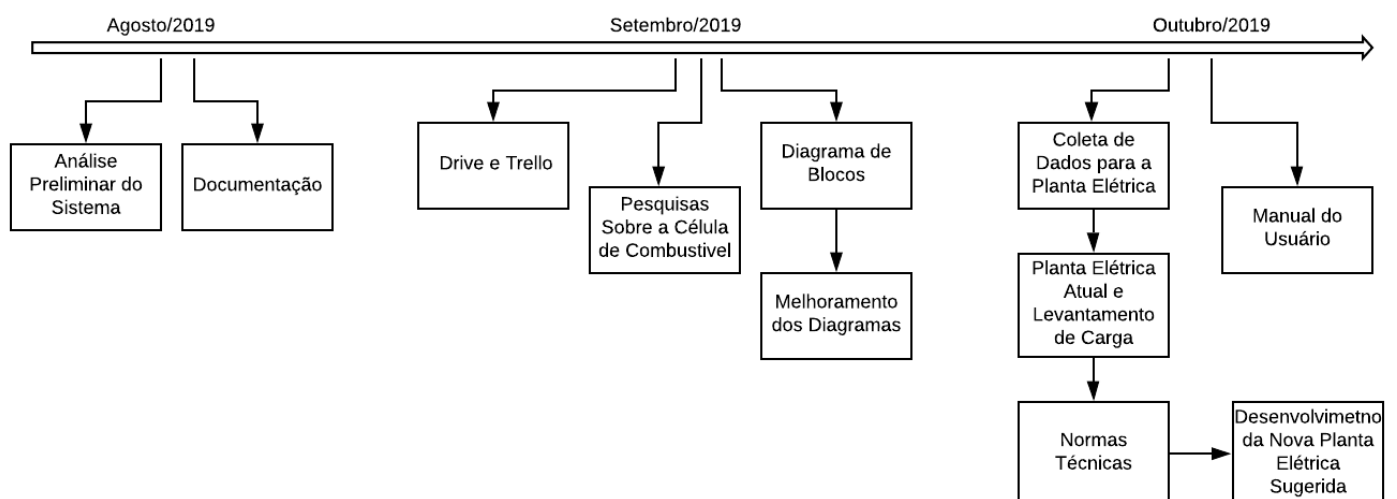 Agosto/2019
Setembro/2019
Outubro/2019
Análise
Preliminar do
Sistema
Documentação
Drive e Trello
Pesquisas
Sobre a Célula
de Combustivel
Diagrama de
Blocos
Melhoramento
dos Diagramas
Coleta de
Dados para a
Planta Elétrica
Planta Elétrica
Atual e
Levantamento
de Carga
Normas
Técnicas
Desenvolvimetno
da Nova Planta
Elétrica
Sugerida
Manual do
Usuário